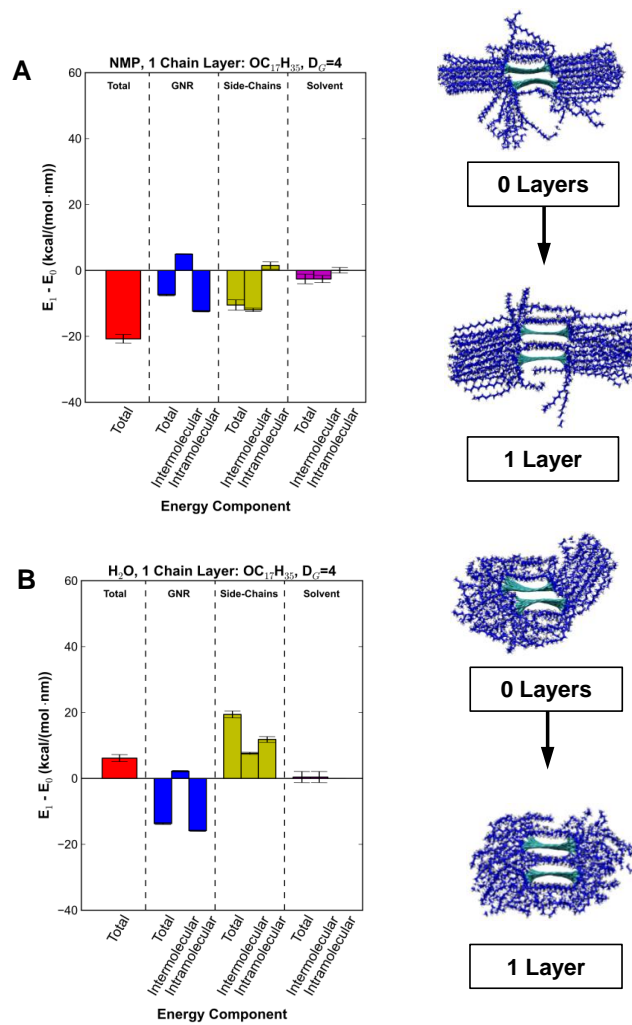 A
NMP, 1 Chain Layer: OC₁₇H₃₅, D_G=4
Total GNR Side-Chains Solvent
60
40
20
0
−20
−40
E₁ - E₀ (kcal/(mol·nm))
Total
Total
Intermolecular
Intramolecular
Total
Intermolecular
Intramolecular
Total
Intermolecular
Intramolecular
Energy Component
0 Layers
1 Layer
B
H₂O, 1 Chain Layer: OC₁₇H₃₅, D_G=4
Total GNR Side-Chains Solvent
60
40
20
0
−20
−40
E₁ - E₀ (kcal/(mol·nm))
Total
Total
Intermolecular
Intramolecular
Total
Intermolecular
Intramolecular
Total
Intermolecular
Intramolecular
Energy Component
0 Layers
1 Layer